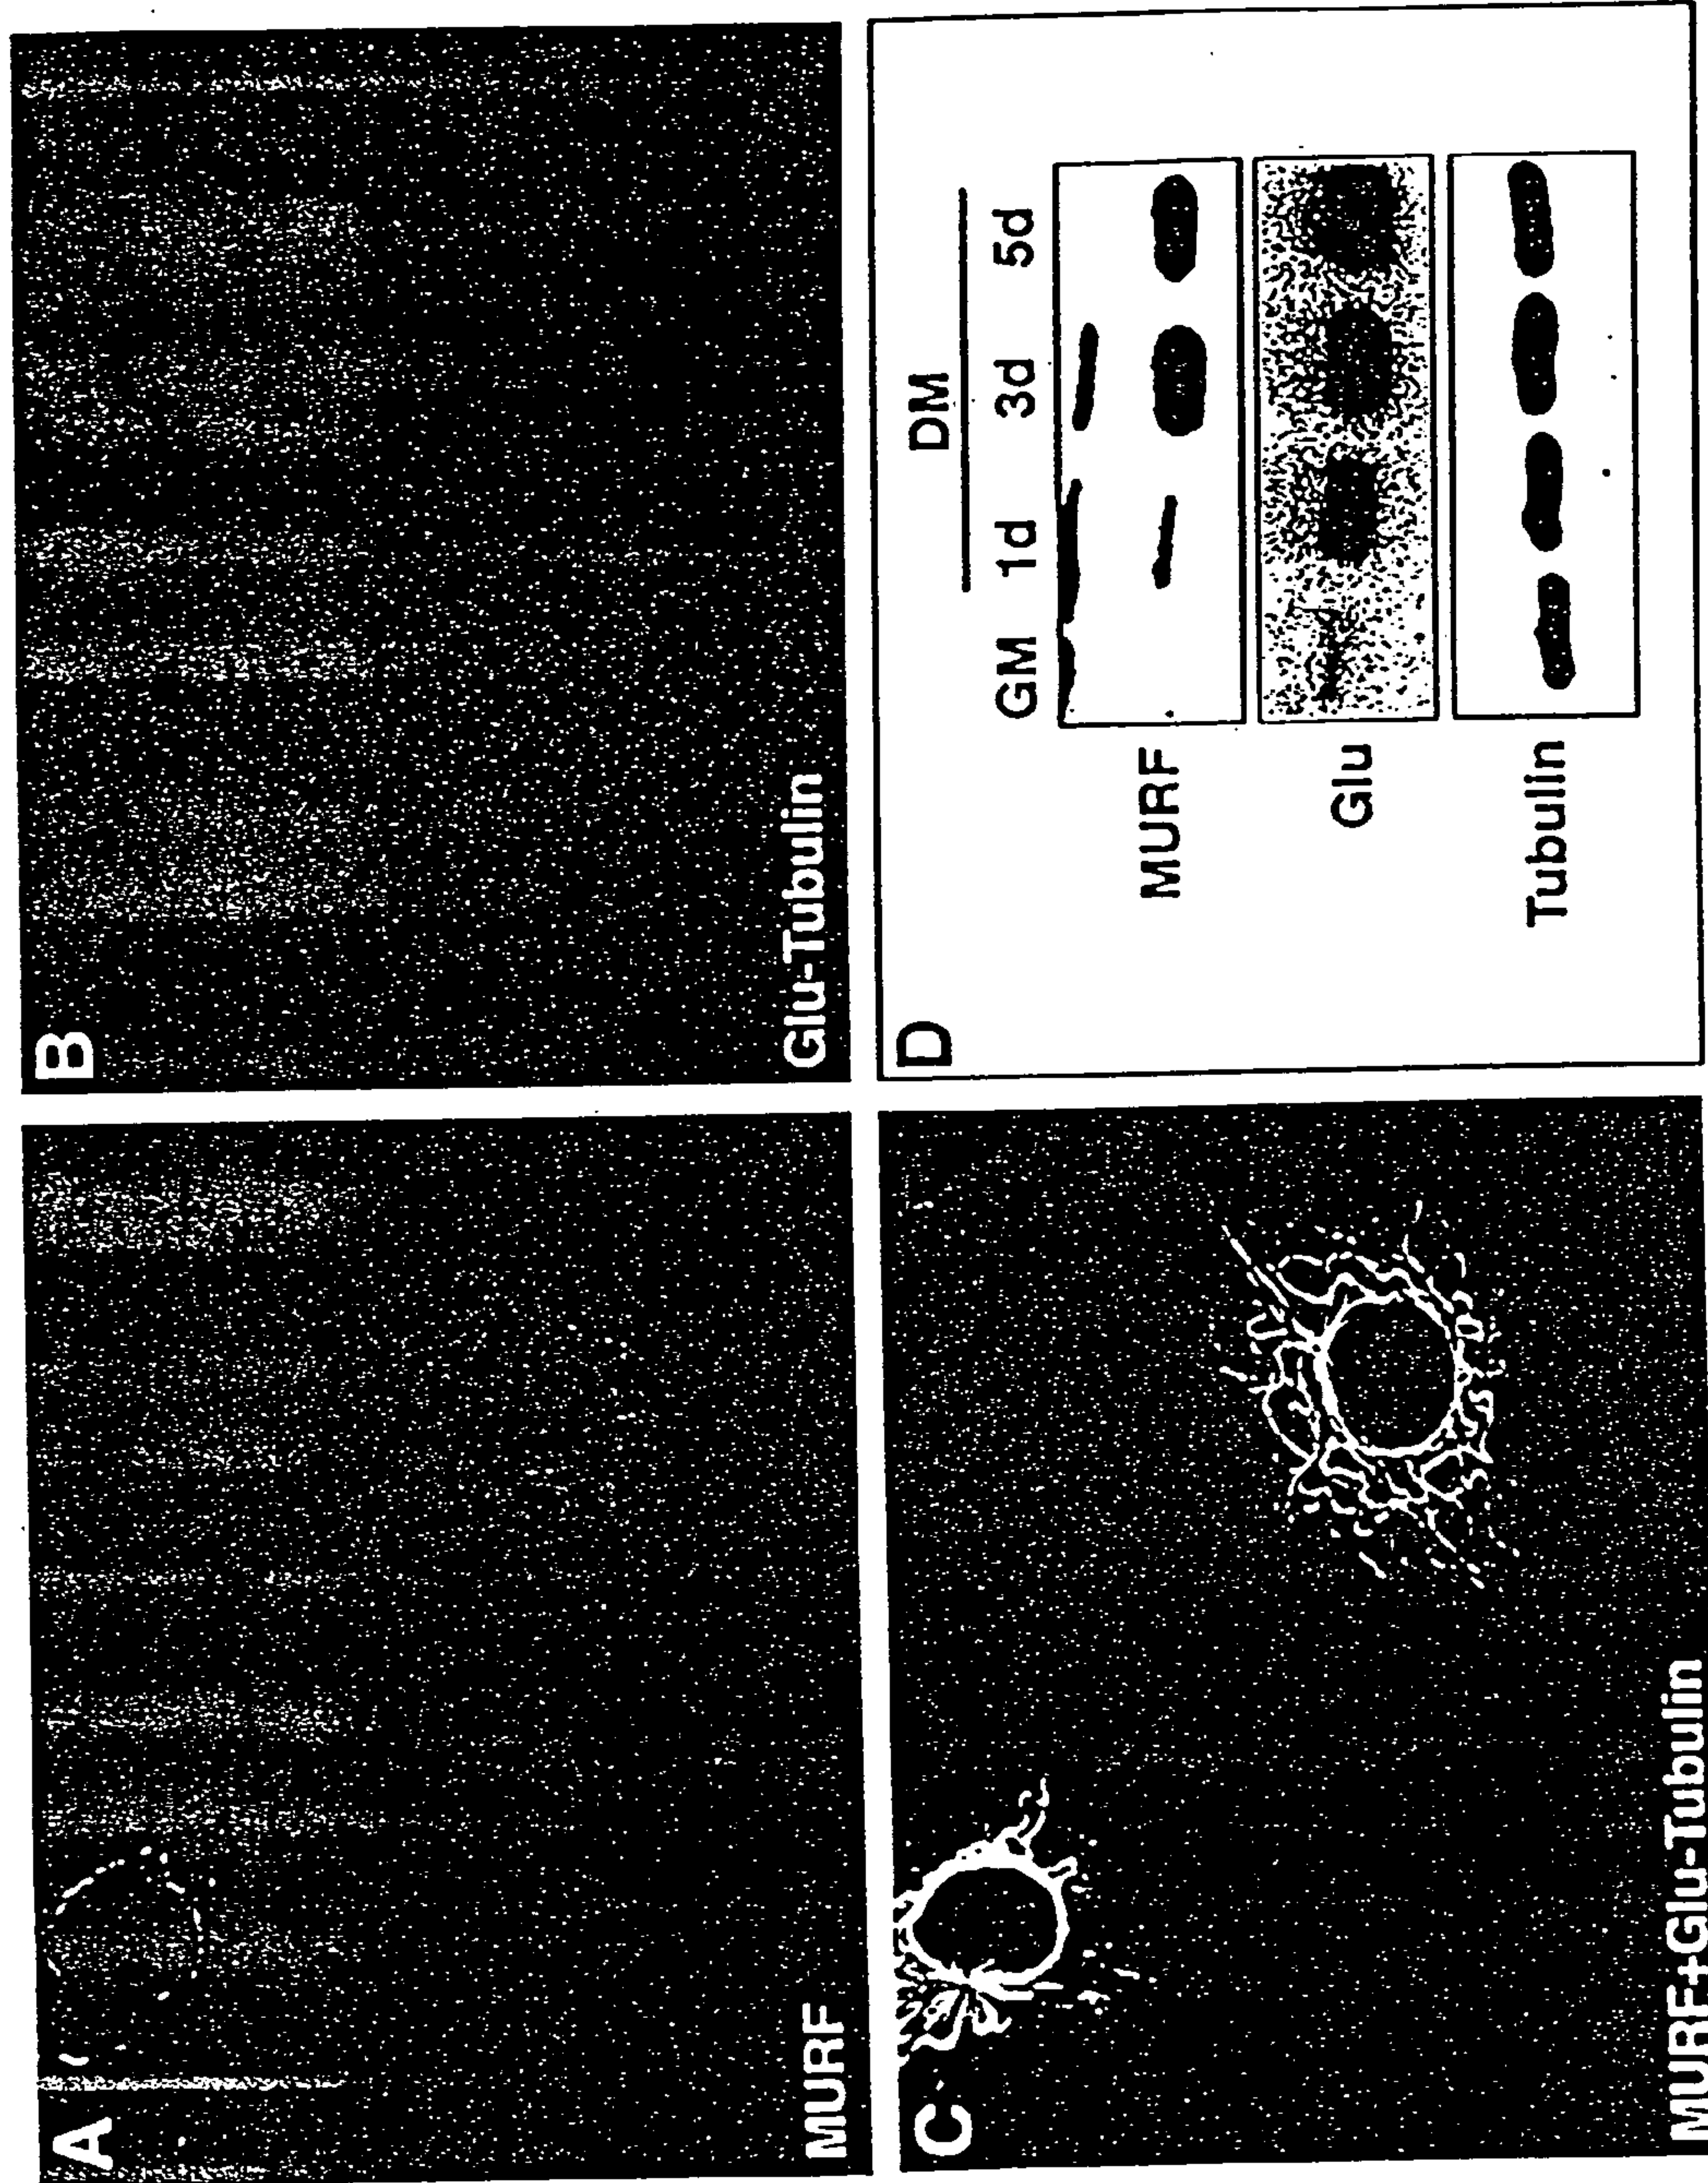 A
MURF
B
Glu-Tubulin
C
MURF+Glu-Tubulin
D
DM
GM 1d 3d 5d
MURF
Glu
Tubulin